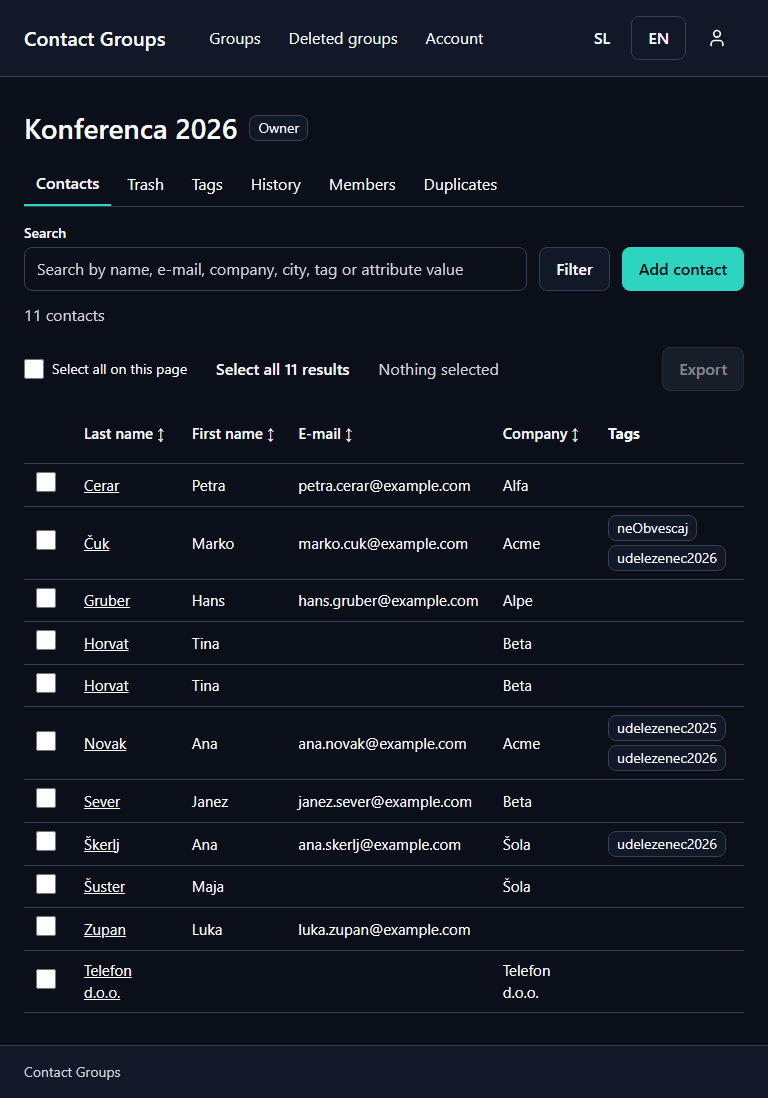 Contact Groups Groups Deleted groups Account SL EN
Konferenca 2026 Owner
Contacts Trash Tags History Members Duplicates
Search
Search by name, e-mail, company, city, tag or attribute value Filter Add contact
11 contacts
Select all on this page Select all 11 results Nothing selected Export
Last name ↕ First name ↕ E-mail ↕ Company ↕ Tags
Cerar Petra petra.cerar@example.com Alfa
Čuk Marko marko.cuk@example.com Acme neObvescaj
udelezenec2026
Gruber Hans hans.gruber@example.com Alpe
Horvat Tina Beta
Horvat Tina Beta
Novak Ana ana.novak@example.com Acme udelezenec2025
udelezenec2026
Sever Janez janez.sever@example.com Beta
Škerlj Ana ana.skerlj@example.com Šola udelezenec2026
Šuster Maja Šola
Zupan Luka luka.zupan@example.com
Telefon Telefon
d.o.o. d.o.o.
Contact Groups